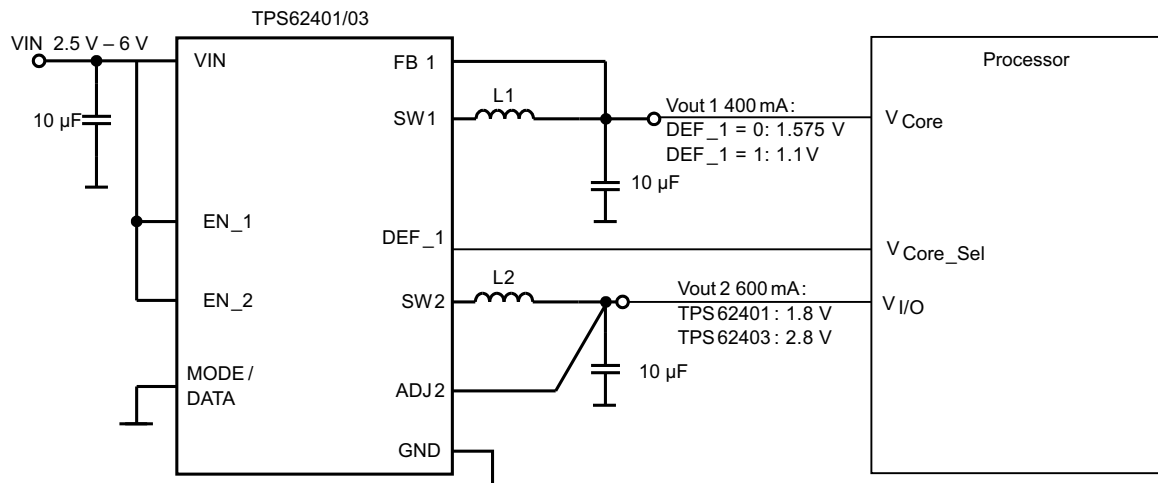 TPS62401/03
VIN 2.5 V – 6 V
VIN
FB 1
Processor
10 µF
SW1
L1
Vout 1 400 mA:
DEF_1 = 0: 1.575 V
DEF_1 = 1: 1.1 V
V Core
10 µF
EN_1
DEF_1
V Core_Sel
EN_2
SW2
L2
Vout 2 600 mA:
TPS62401: 1.8 V
TPS62403: 2.8 V
V I/O
MODE/
DATA
ADJ2
10 µF
GND